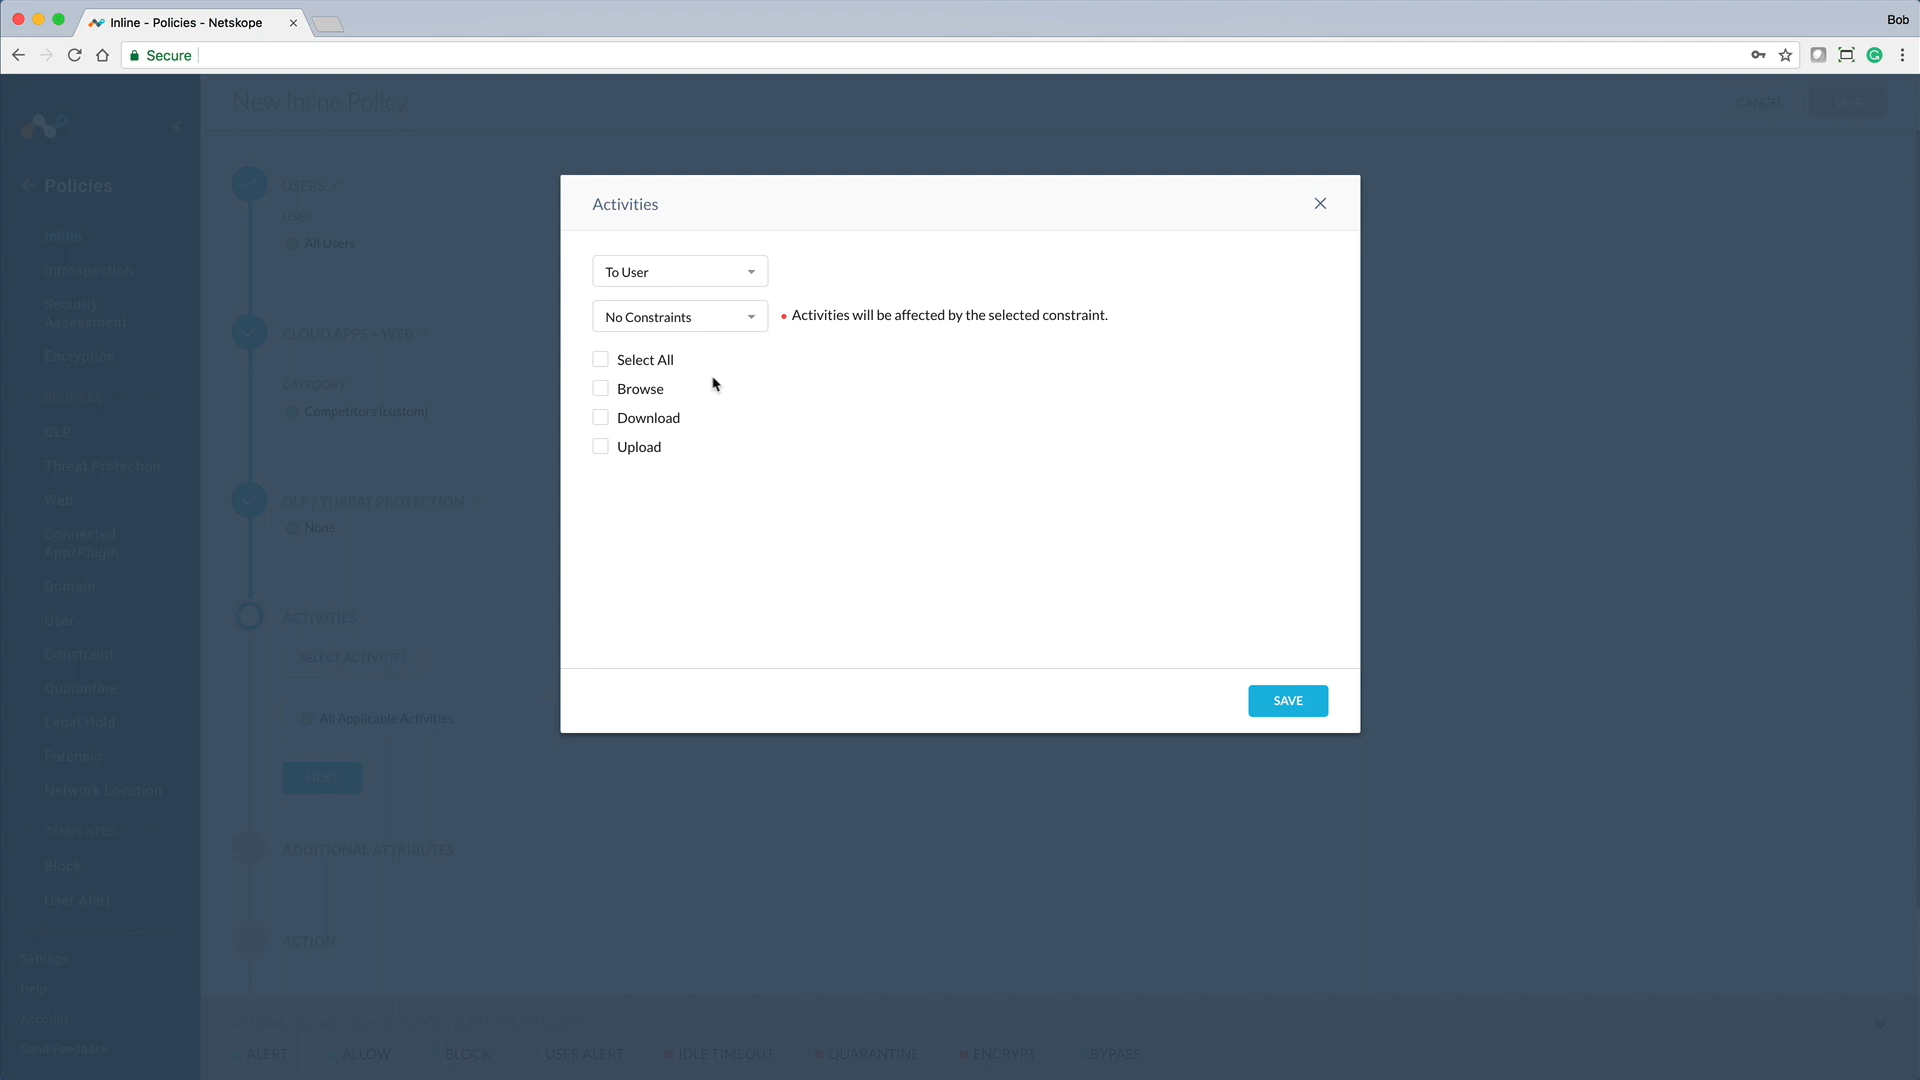 Inline - Policies - Netskope
Bob
Secure
New Inline Policy
CANCEL
SAVE
Policies
Inline
Introspection
Security
Assessment
Encryption
PROFILES
DLP
Threat Protection
Web
Connected
App/Plugin
Domain
User
Constraint
Quarantine
Legal Hold
Forensic
Network Location
TEMPLATES
Block
User Alert
Settings
Help
Account
Send Feedback
USERS
USER
All Users
CLOUD APPS + WEB
CATEGORY
Competitors (custom)
DLP / THREAT PROTECTION
None
ACTIVITIES
SELECT ACTIVITIES
All Applicable Activities
NEXT
ADDITIONAL ATTRIBUTES
ACTION
Activities
To User
No Constraints
Activities will be affected by the selected constraint.
Select All
Browse
Download
Upload
SAVE
ALERT
ALLOW
BLOCK
USER ALERT
IDLE TIMEOUT
QUARANTINE
ENCRYPT
BYPASS